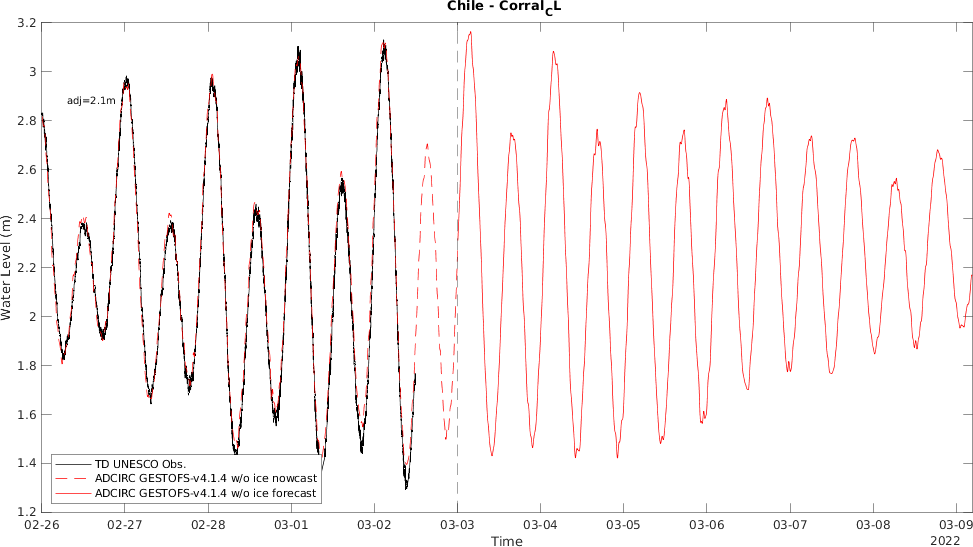 Chile - Corral_CL
3.2
3
2.8
2.6
2.4
2.2
2
1.8
1.6
1.4
1.2
Water Level (m)
adj=2.1m
TD UNESCO Obs.
ADCIRC GESTOFS-v4.1.4 w/o ice nowcast
ADCIRC GESTOFS-v4.1.4 w/o ice forecast
02-26 02-27 02-28 03-01 03-02 03-03 03-04 03-05 03-06 03-07 03-08 03-09
Time
2022